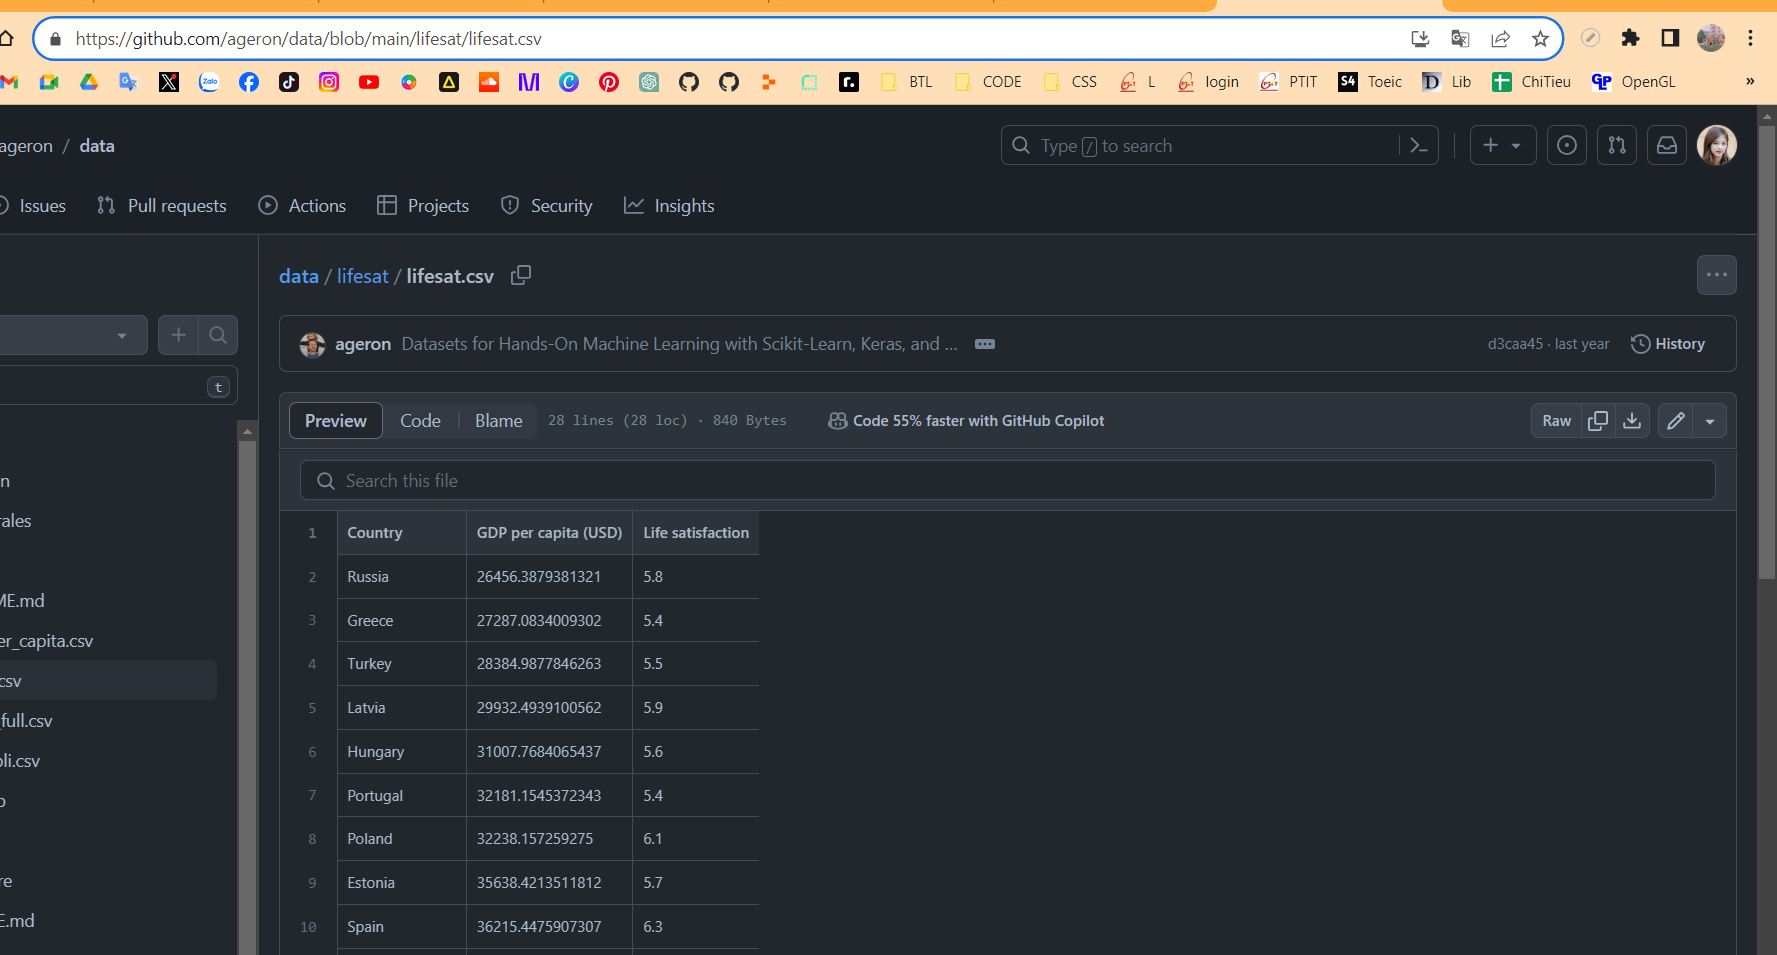 https://github.com/ageron/data/blob/main/lifesat/lifesat.csv
BTL CODE CSS L login PTIT S4 Toeic D Lib ChiTieu GP OpenGL »
Zalo
ageron / data
Type / to search
Issues Pull requests Actions Projects Security Insights
data / lifesat / lifesat.csv
ageron Datasets for Hands-On Machine Learning with Scikit-Learn, Keras, and ... d3caa45 · last year History
t
Preview Code Blame 28 lines (28 loc) · 840 Bytes Code 55% faster with GitHub Copilot Raw
Search this file
1 Country GDP per capita (USD) Life satisfaction
2 Russia 26456.3879381321 5.8
3 Greece 27287.0834009302 5.4
4 Turkey 28384.9877846263 5.5
5 Latvia 29932.4939100562 5.9
6 Hungary 31007.7684065437 5.6
7 Portugal 32181.1545372343 5.4
8 Poland 32238.157259275 6.1
9 Estonia 35638.4213511812 5.7
10 Spain 36215.4475907307 6.3
n
rales
ME.md
er_capita.csv
csv
_full.csv
oli.csv
re
E.md